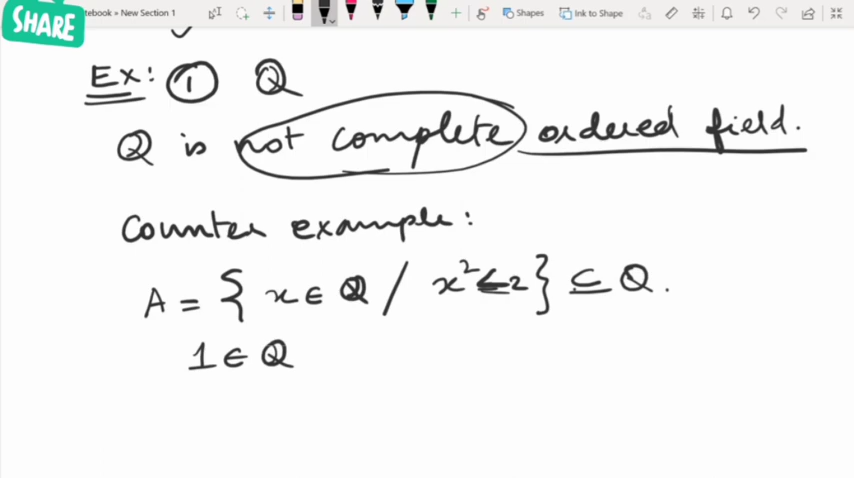 SHARE
tebook » New Section 1
Shapes
Ink to Shape
Ex: ① Q
Q is not complete ordered field.
Counter example:
A = { x ∈ Q / x² < 2 } ⊆ Q.
1 ∈ Q